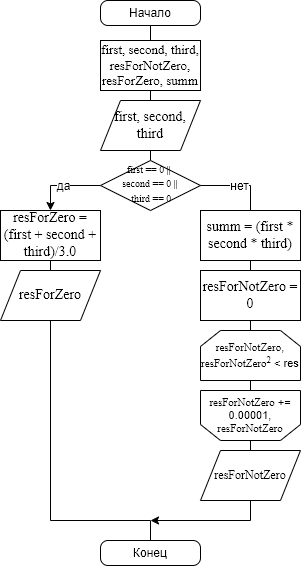 Начало
first, second, third,
resForNotZero,
resForZero, summ
first, second,
third
first == 0 ||
second == 0 ||
third == 0
да
нет
resForZero =
(first + second +
third)/3.0
summ = (first *
second * third)
resForZero
resForNotZero =
0
resForNotZero,
resForNotZero² < res
resForNotZero +=
0.00001,
resForNotZero
resForNotZero
Конец